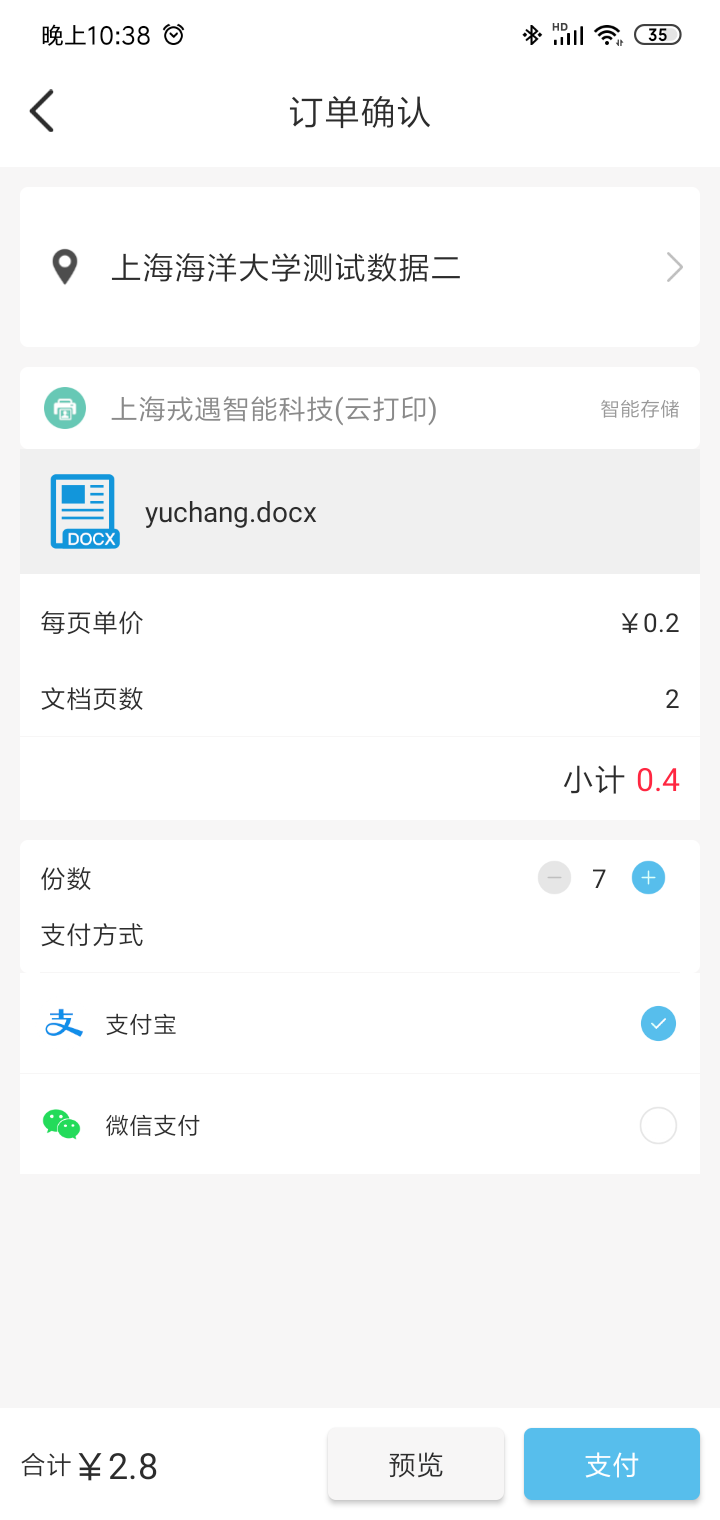 晚上10:38 HD 35
订单确认
上海海洋大学测试数据二
上海戎遇智能科技(云打印) 智能存储
DOCX yuchang.docx
每页单价 ￥0.2
文档页数 2
小计 0.4
份数 7
支付方式
支 支付宝
微信支付
合计￥2.8 预览 支付